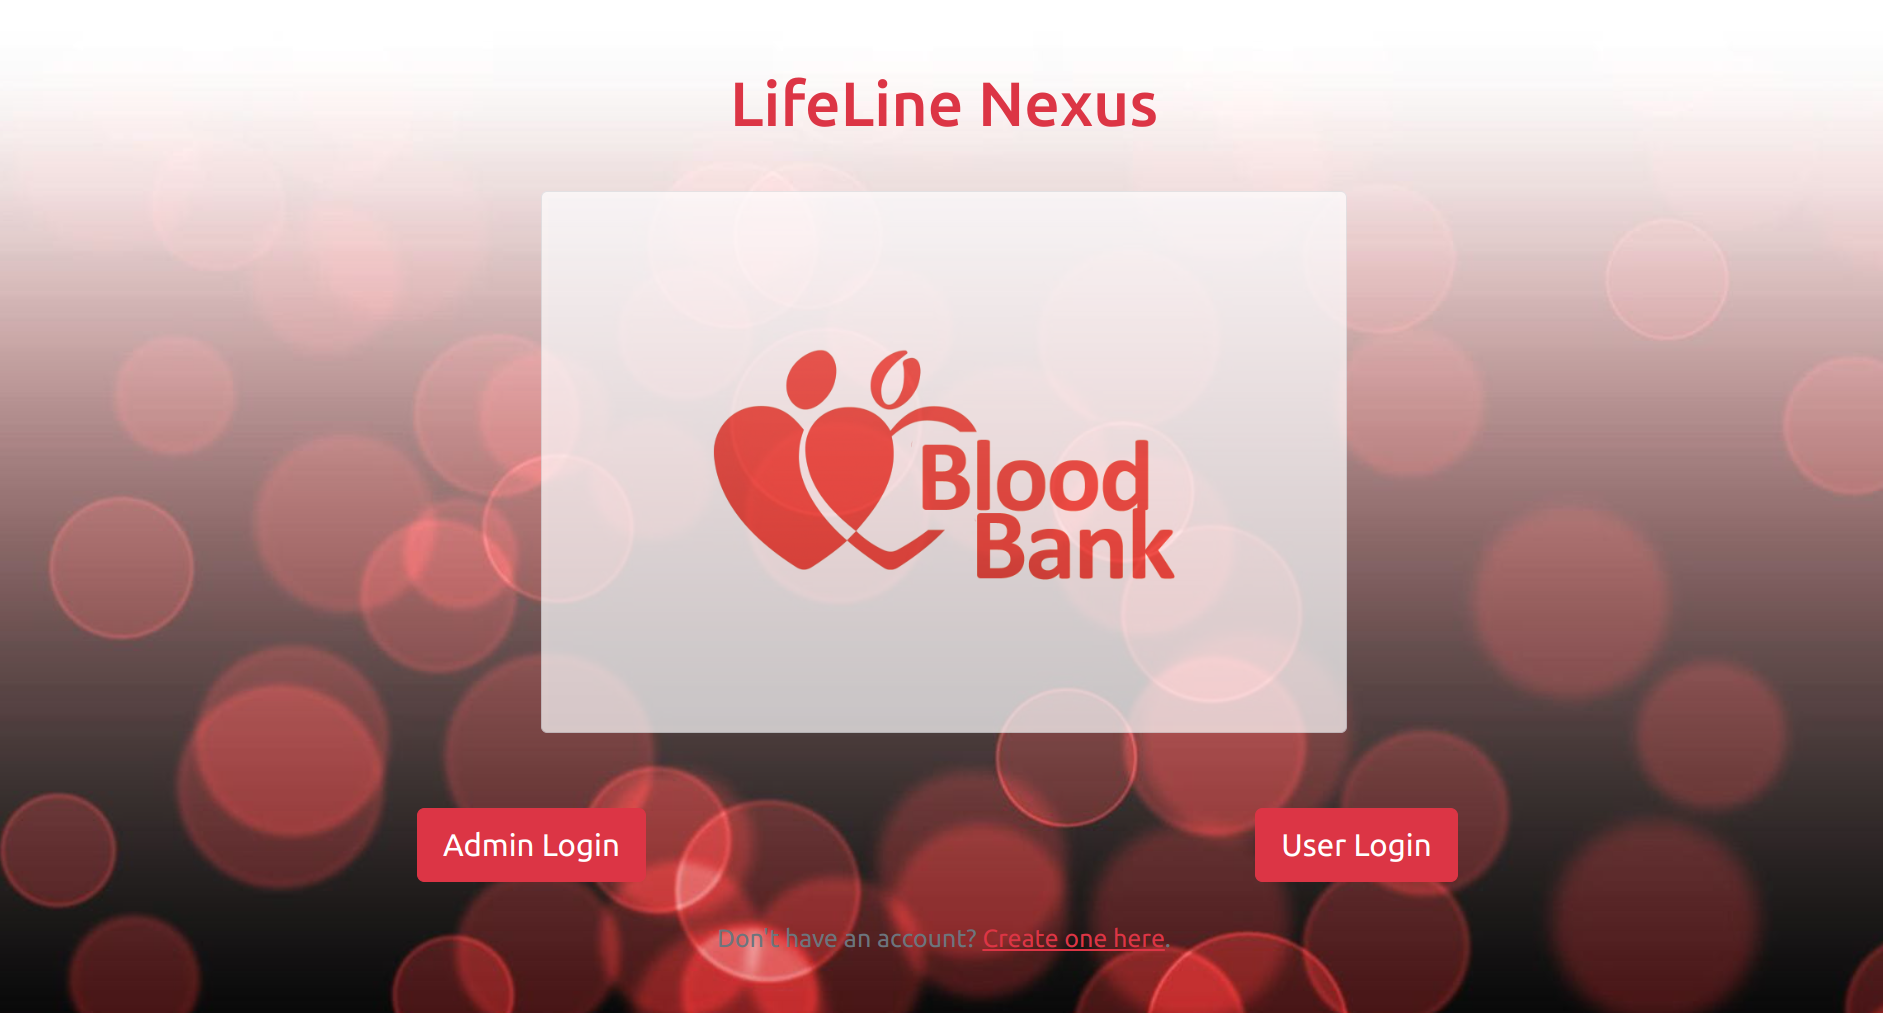 LifeLine Nexus
Blood
Bank
Admin Login
User Login
Don't have an account? Create one here.